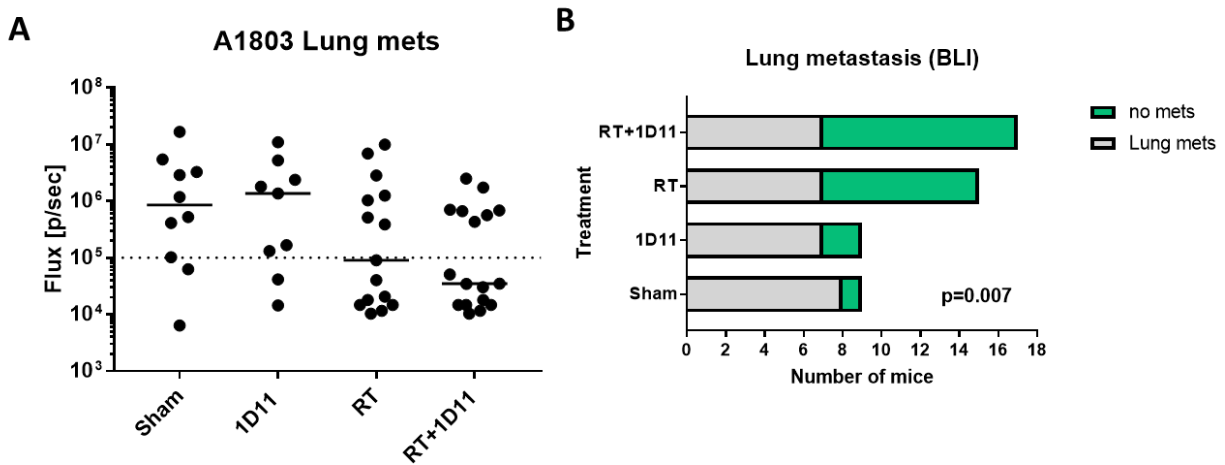 A
A1803 Lung mets
Flux [p/sec]
10⁸
10⁷
10⁶
10⁵
10⁴
10³
Sham
1D11
RT
RT+1D11
B
Lung metastasis (BLI)
Treatment
RT+1D11
RT
1D11
Sham
p=0.007
0 2 4 6 8 10 12 14 16 18
Number of mice
no mets
Lung mets